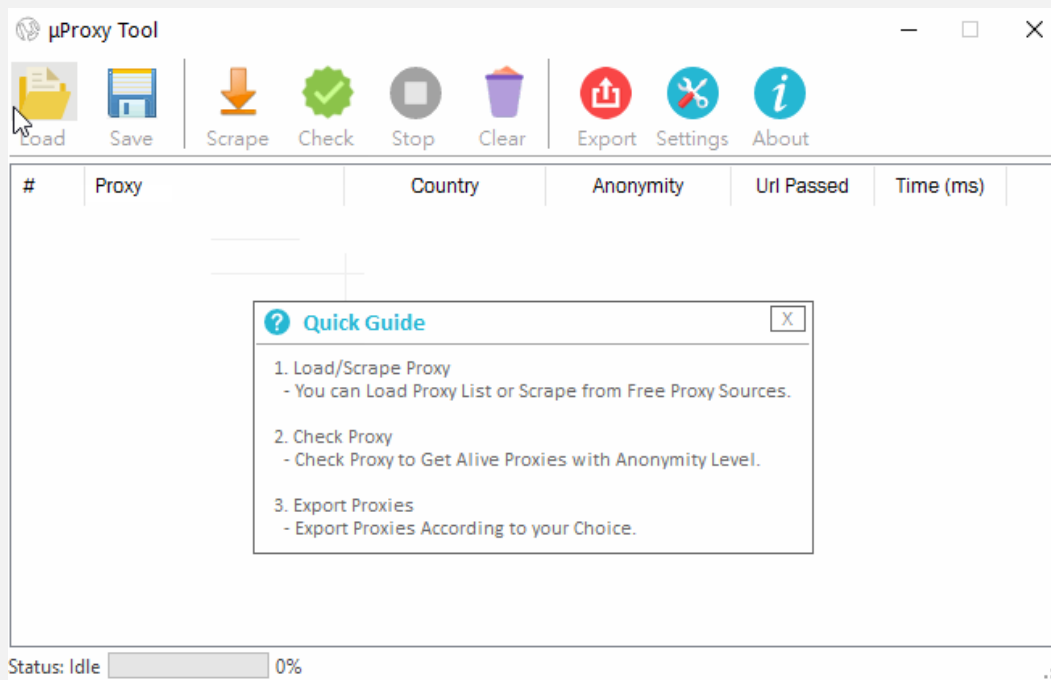 µProxy Tool
Load Save Scrape Check Stop Clear Export Settings About
# Proxy Country Anonymity Url Passed Time (ms)
? Quick Guide X
1. Load/Scrape Proxy
- You can Load Proxy List or Scrape from Free Proxy Sources.
2. Check Proxy
- Check Proxy to Get Alive Proxies with Anonymity Level.
3. Export Proxies
- Export Proxies According to your Choice.
Status: Idle 0%